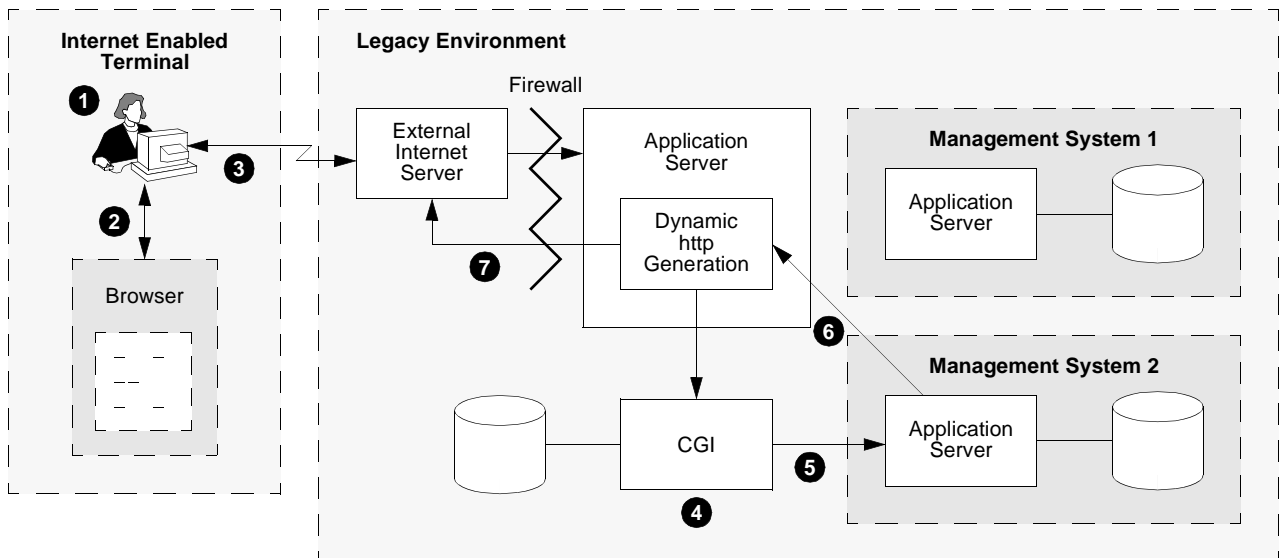 Internet Enabled
Terminal
1
3
2
Browser
Legacy Environment
Firewall
External
Internet
Server
Application
Server
Dynamic
http
Generation
7
6
CGI
4
5
Management System 1
Application
Server
Management System 2
Application
Server